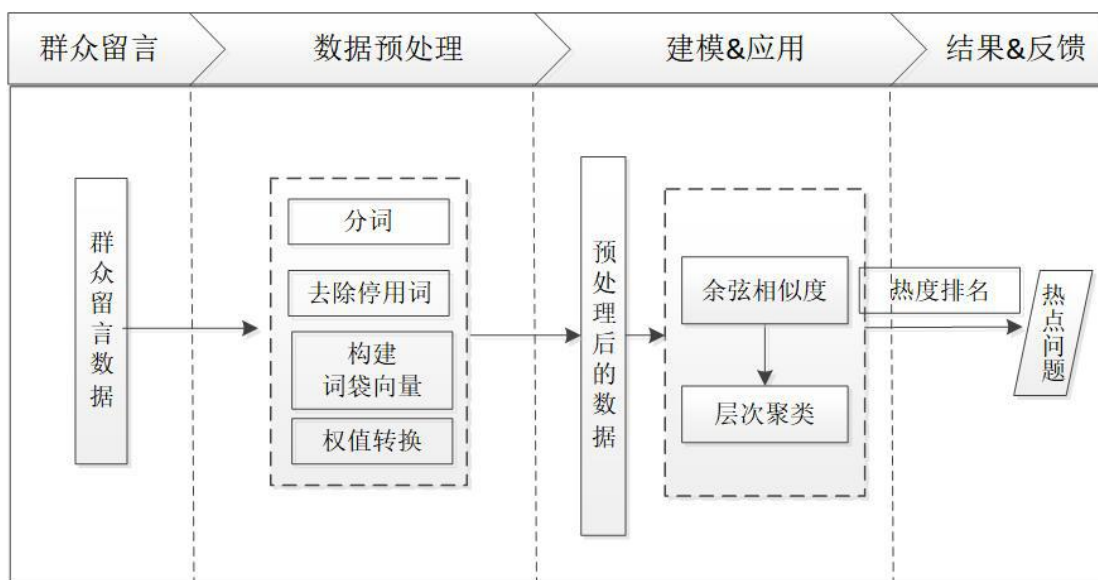 群众留言
数据预处理
建模&应用
结果&反馈
群众留言数据
分词
去除停用词
构建
词袋向量
权值转换
预处理后的数据
余弦相似度
层次聚类
热度排名
热点问题